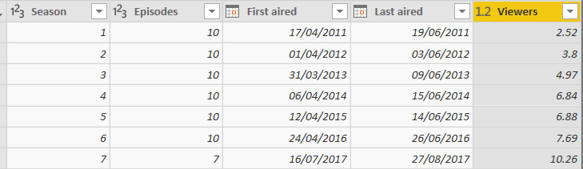 1²3 Season 1²3 Episodes First aired Last aired 1.2 Viewers
1 10 17/04/2011 19/06/2011 2.52
2 10 01/04/2012 03/06/2012 3.8
3 10 31/03/2013 09/06/2013 4.97
4 10 06/04/2014 15/06/2014 6.84
5 10 12/04/2015 14/06/2015 6.88
6 10 24/04/2016 26/06/2016 7.69
7 7 16/07/2017 27/08/2017 10.26